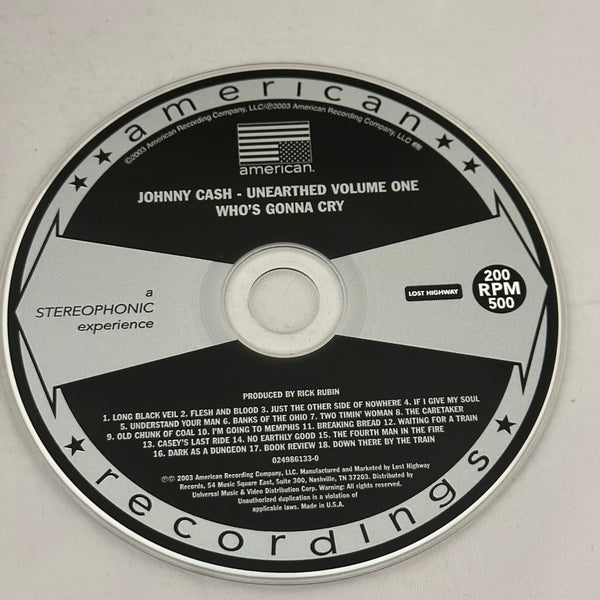 american
©2003 American Recording Company, LLC/℗2003 American Recording Company, LLC
american.
JOHNNY CASH - UNEARTHED VOLUME ONE
WHO'S GONNA CRY
a
STEREOPHONIC
experience
LOST HIGHWAY
200
RPM
500
PRODUCED BY RICK RUBIN
1. LONG BLACK VEIL 2. FLESH AND BLOOD 3. JUST THE OTHER SIDE OF NOWHERE 4. IF I GIVE MY SOUL
5. UNDERSTAND YOUR MAN 6. BANKS OF THE OHIO 7. TWO TIMIN' WOMAN 8. THE CARETAKER
9. OLD CHUNK OF COAL 10. I'M GOING TO MEMPHIS 11. BREAKING BREAD 12. WAITING FOR A TRAIN
13. CASEY'S LAST RIDE 14. NO EARTHLY GOOD 15. THE FOURTH MAN IN THE FIRE
16. DARK AS A DUNGEON 17. BOOK REVIEW 18. DOWN THERE BY THE TRAIN
024986133-0
℗© 2003 American Recording Company, LLC. Manufactured and Marketed by Lost Highway
Records, 54 Music Square East, Suite 300, Nashville, TN 37203. Distributed by
Universal Music & Video Distribution Corp. Warning: All rights reserved.
Unauthorized duplication is a violation of
applicable laws. Made in U.S.A.
recordings